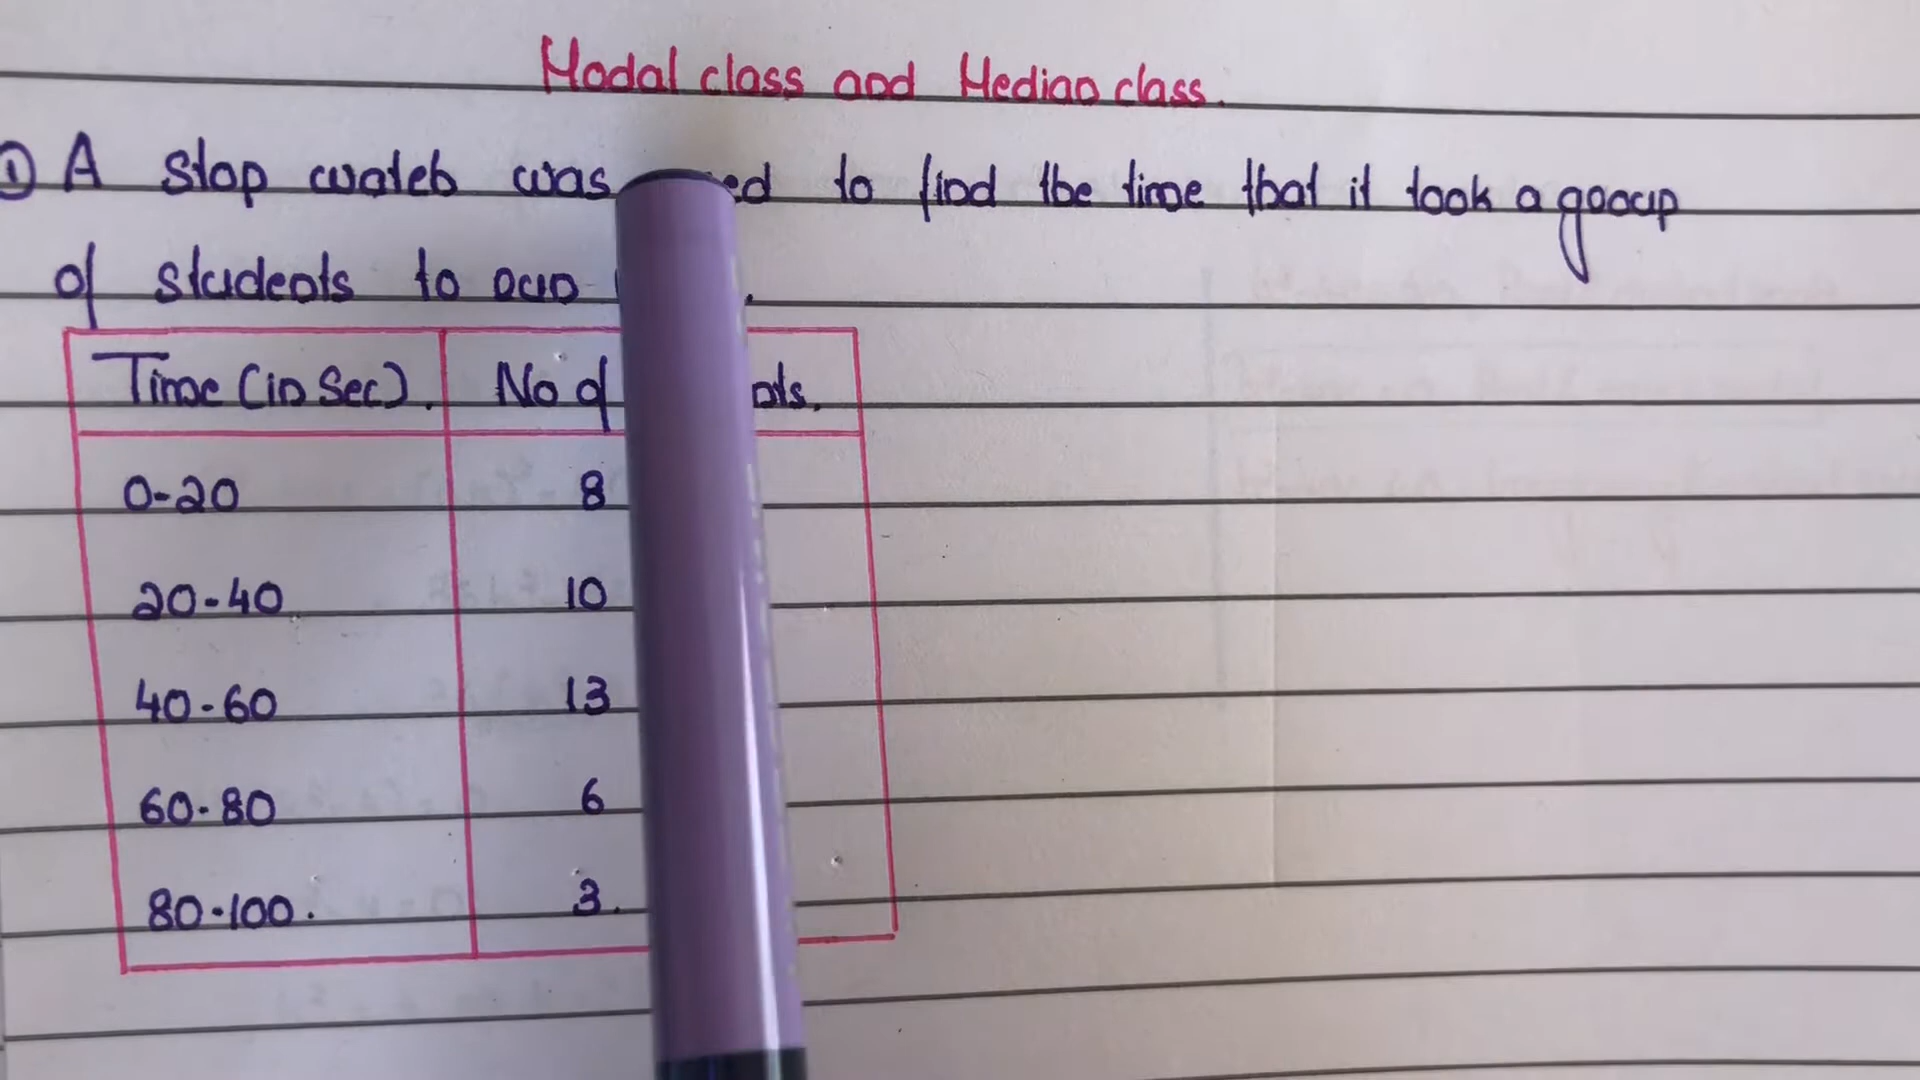 Modal class and Median class.
① A stop watch was to find the time that it took a group
of students to run
Time (in Sec). No of
0-20 8
20-40 10
40-60 13
60-80 6
80-100. 3.